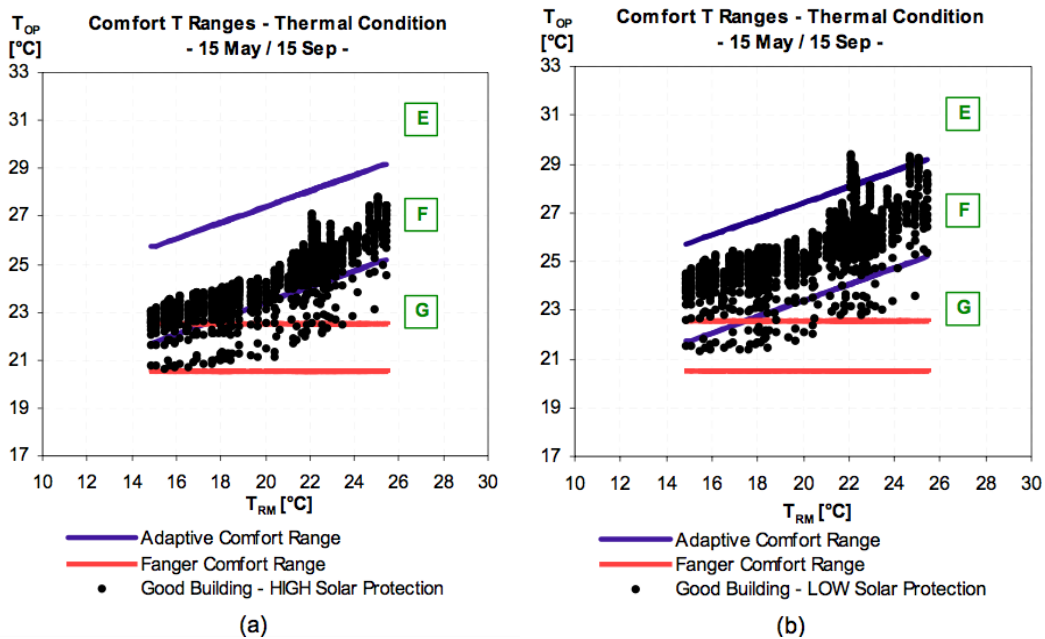 T_OP
[°C]
Comfort T Ranges - Thermal Condition
- 15 May / 15 Sep -
33
31
29
27
25
23
21
19
17
E
F
G
10 12 14 16 18 20 22 24 26 28 30
T_RM [°C]
Adaptive Comfort Range
Fanger Comfort Range
Good Building - HIGH Solar Protection
(a)
T_OP
[°C]
Comfort T Ranges - Thermal Condition
- 15 May / 15 Sep -
33
31
29
27
25
23
21
19
17
E
F
G
10 12 14 16 18 20 22 24 26 28 30
T_RM [°C]
Adaptive Comfort Range
Fanger Comfort Range
Good Building - LOW Solar Protection
(b)